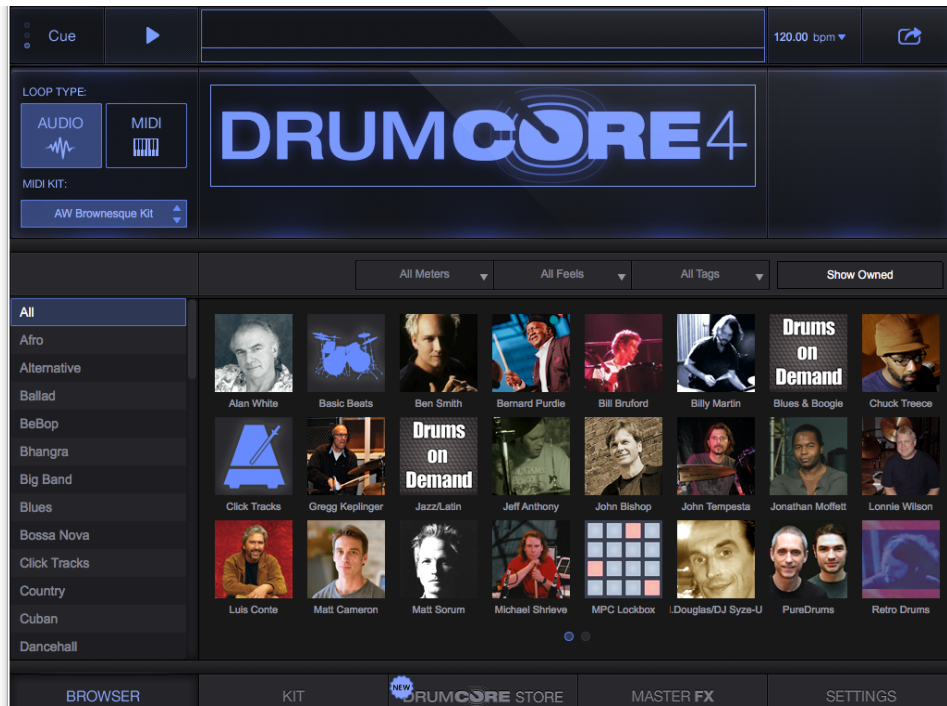 Cue
120.00 bpm
LOOP TYPE:
AUDIO MIDI
DRUMCORE4
MIDI KIT:
AW Brownesque Kit
All Meters All Feels All Tags Show Owned
All
Afro
Alternative
Ballad
BeBop
Bhangra
Big Band
Blues
Bossa Nova
Click Tracks
Country
Cuban
Dancehall
Drums
on
Demand
Alan White Basic Beats Ben Smith Bernard Purdie Bill Bruford Billy Martin Blues & Boogie Chuck Treece
Drums
on
Demand
Click Tracks Gregg Keplinger Jazz/Latin Jeff Anthony John Bishop John Tempesta Jonathan Moffett Lonnie Wilson
Luis Conte Matt Cameron Matt Sorum Michael Shrieve MPC Lockbox .Douglas/DJ Syze-U PureDrums Retro Drums
BROWSER KIT NEW DRUMCORE STORE MASTER FX SETTINGS